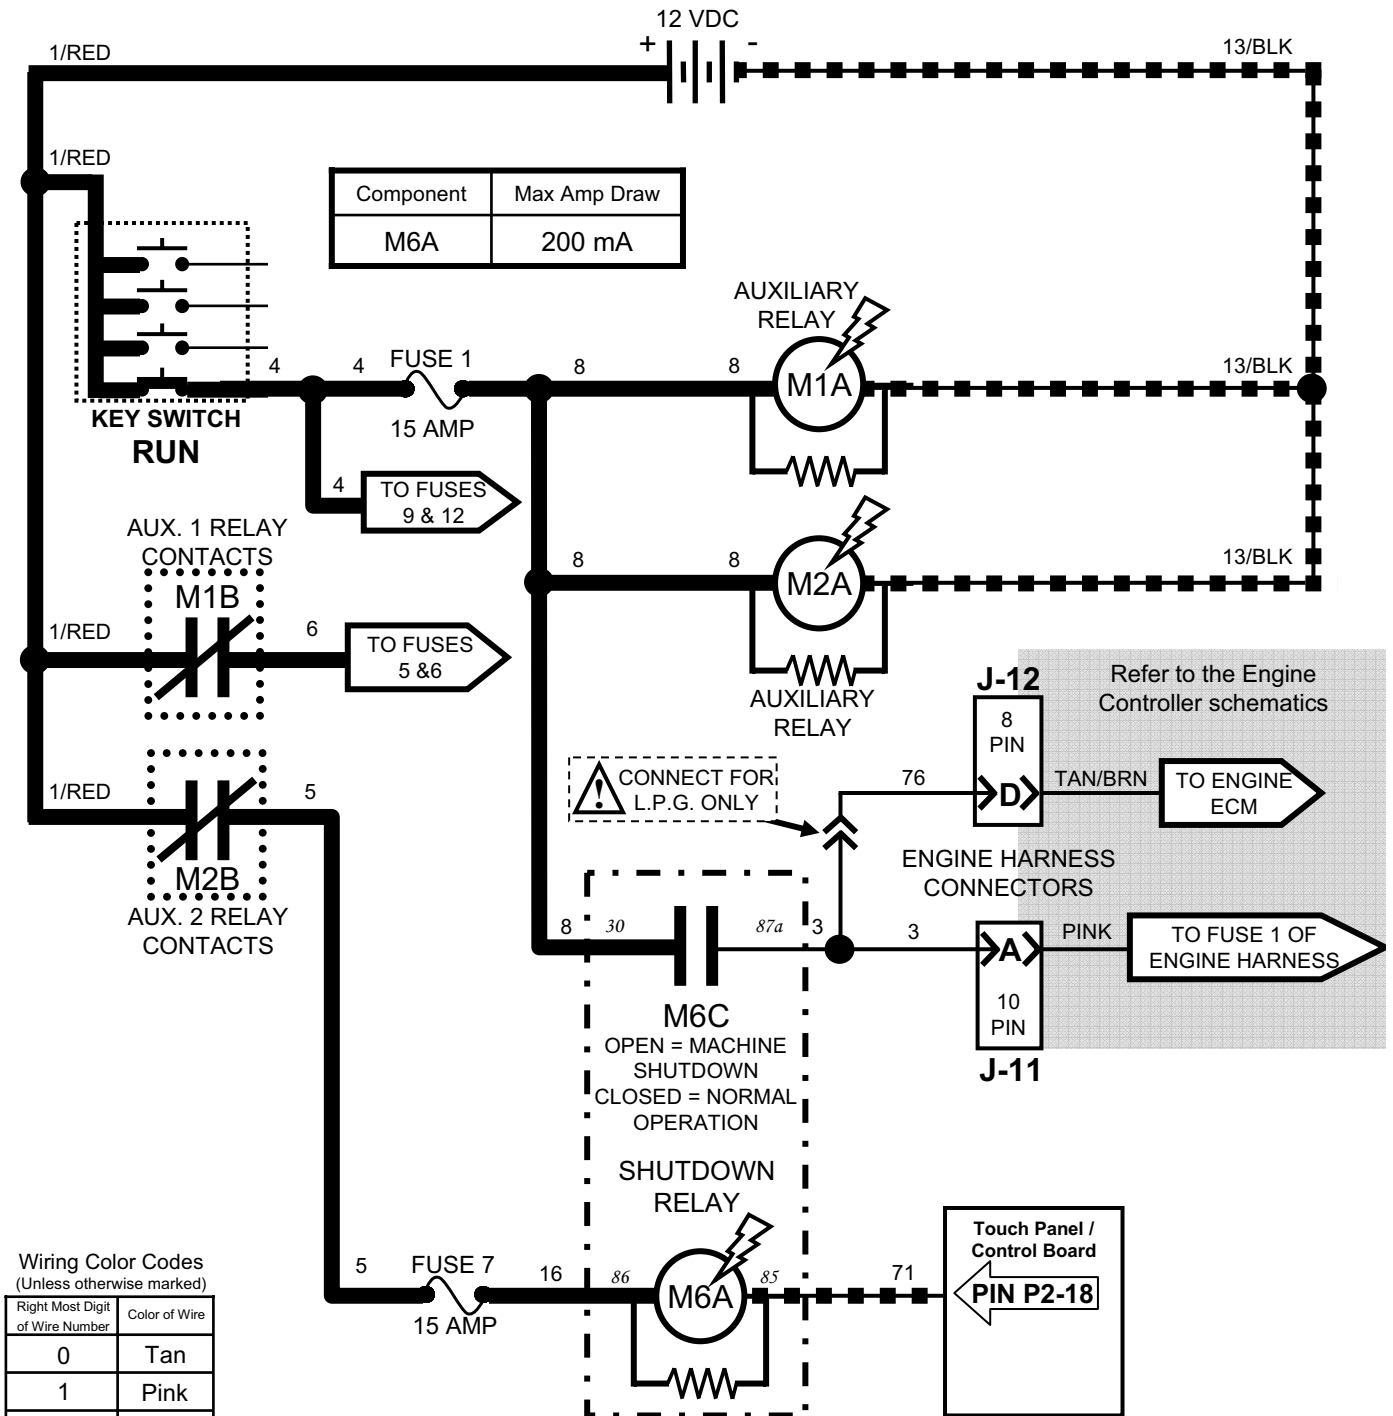 12 VDC
+ -
1/RED
13/BLK
1/RED
Component Max Amp Draw
M6A 200 mA
AUXILIARY
RELAY
M1A
13/BLK
4 4 FUSE 1 8 8
15 AMP
KEY SWITCH
RUN
4 TO FUSES
9 & 12
AUX. 1 RELAY
CONTACTS
M1B
1/RED 6
TO FUSES
5 &6
8 8
M2A
13/BLK
AUXILIARY
RELAY
J-12
8
PIN
D
Refer to the Engine
Controller schematics
1/RED 5
M2B
AUX. 2 RELAY
CONTACTS
CONNECT FOR
L.P.G. ONLY
!
76
TAN/BRN
TO ENGINE
ECM
ENGINE HARNESS
CONNECTORS
8 30 87a 3 3
A
PINK
TO FUSE 1 OF
ENGINE HARNESS
10
PIN
J-11
M6C
OPEN = MACHINE
SHUTDOWN
CLOSED = NORMAL
OPERATION
SHUTDOWN
RELAY
5 FUSE 7 16 86 M6A 85 71
15 AMP
Touch Panel /
Control Board
PIN P2-18
Wiring Color Codes
(Unless otherwise marked)
Right Most Digit
of Wire Number
Color of Wire
0 Tan
1 Pink